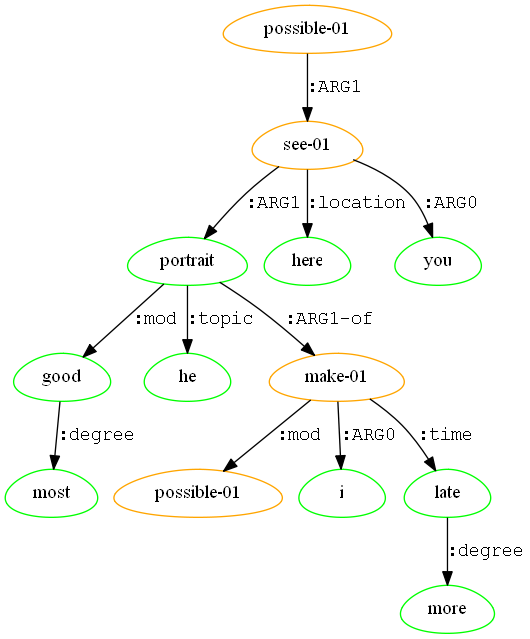 possible-01
:ARG1
see-01
:ARG1 :location :ARG0
portrait here you
:mod :topic :ARG1-of
good he make-01
:degree :mod :ARG0 :time
most possible-01 i late
:degree
more